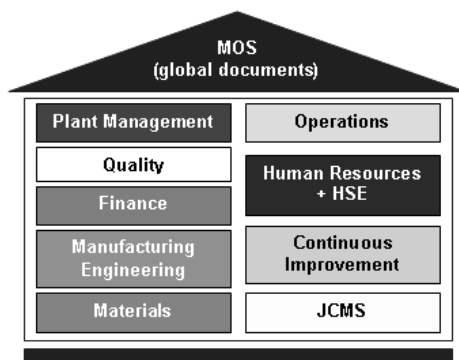 MOS
(global documents)
Plant Management
Quality
Finance
Manufacturing
Engineering
Materials
Operations
Human Resources
+ HSE
Continuous
Improvement
JCMS